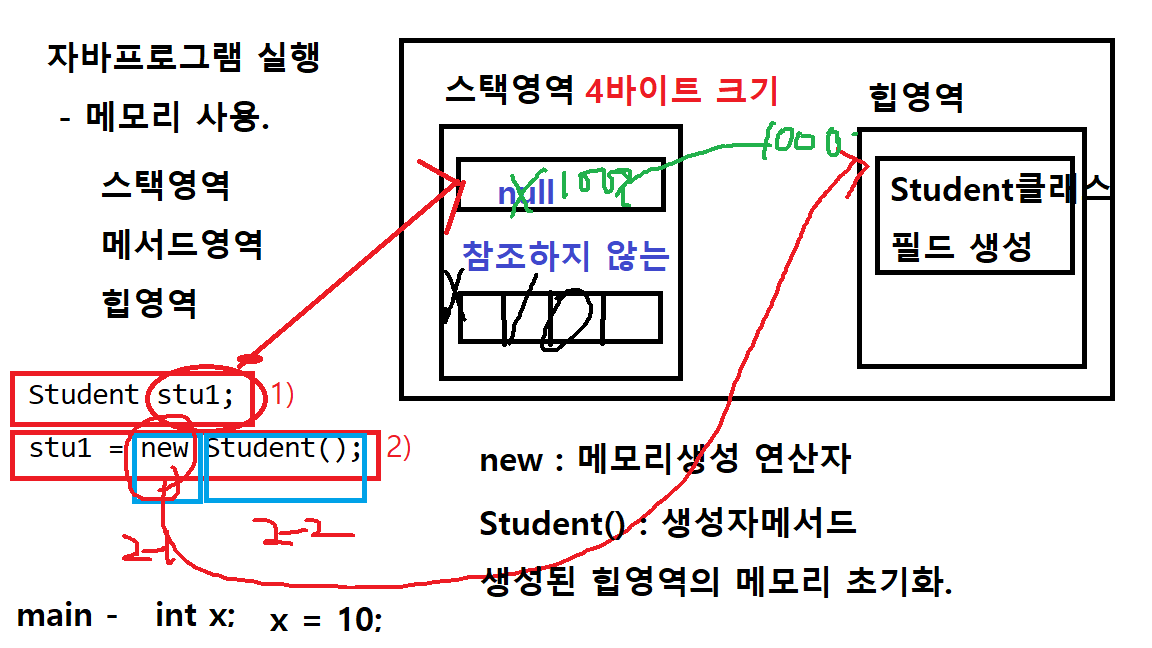 자바프로그램 실행
- 메모리 사용.
스택영역
메서드영역
힙영역
스택영역 4바이트 크기
힙영역
1000
null
참조하지 않는
x 10
Student클래스
필드 생성
Student stu1; 1)
stu1 = new Student(); 2)
2-1
2-2
new : 메모리생성 연산자
Student() : 생성자메서드
생성된 힙영역의 메모리 초기화.
main - int x; x = 10;